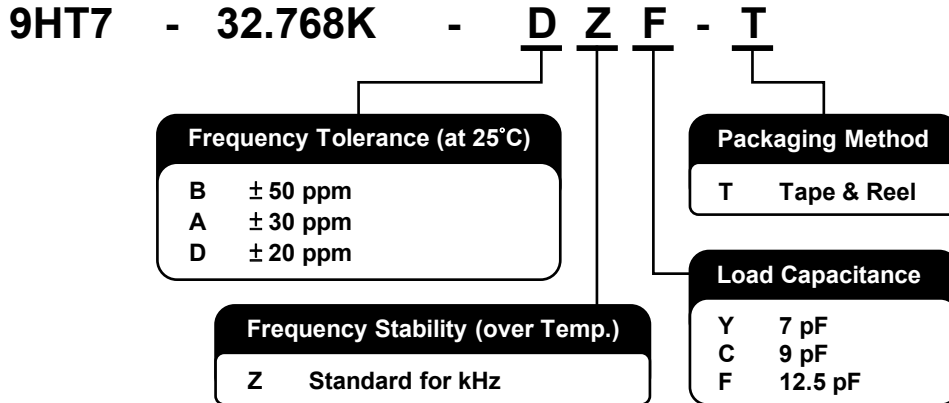 9HT7 - 32.768K - D Z F - T
Frequency Tolerance (at 25°C)
B ± 50 ppm
A ± 30 ppm
D ± 20 ppm
Packaging Method
T Tape & Reel
Frequency Stability (over Temp.)
Z Standard for kHz
Load Capacitance
Y 7 pF
C 9 pF
F 12.5 pF